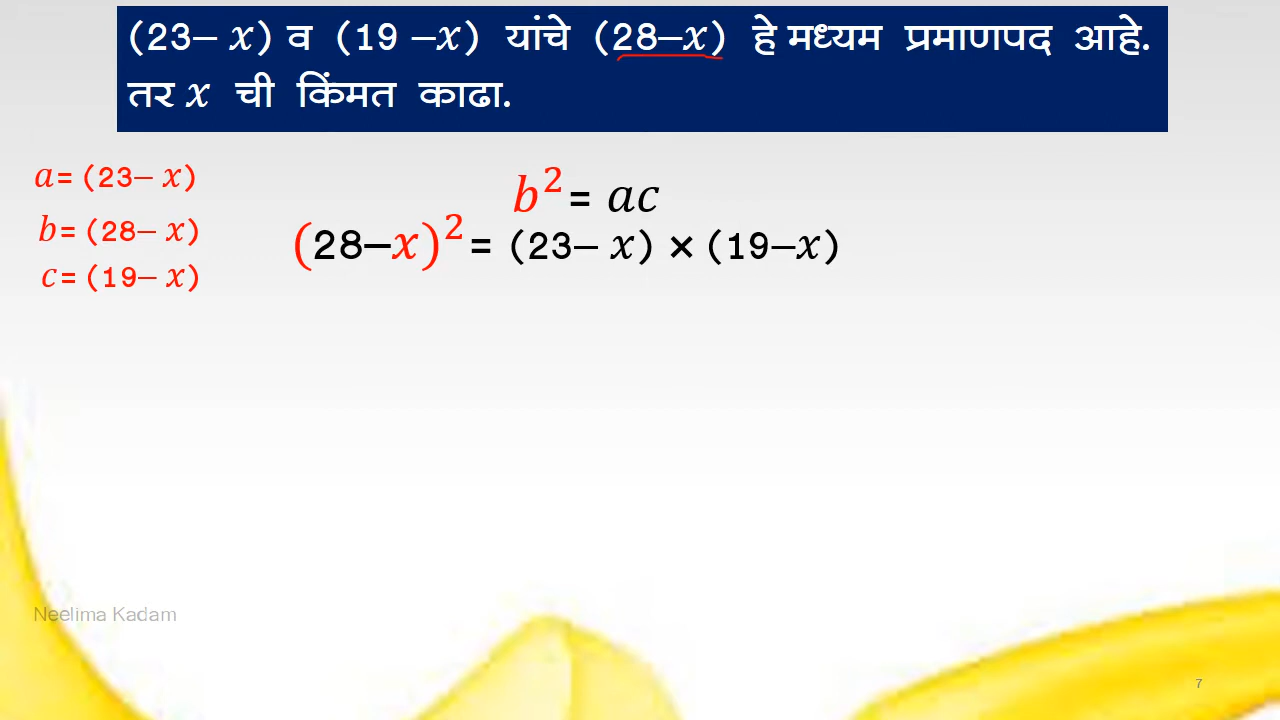 (23– x) व (19 –x) यांचे (28–x) हे मध्यम प्रमाणपद आहे.
तर x ची किंमत काढा.
a= (23– x)
b= (28– x)
c= (19– x)
b²= ac
(28–x)²= (23– x) × (19–x)
Neelima Kadam
7